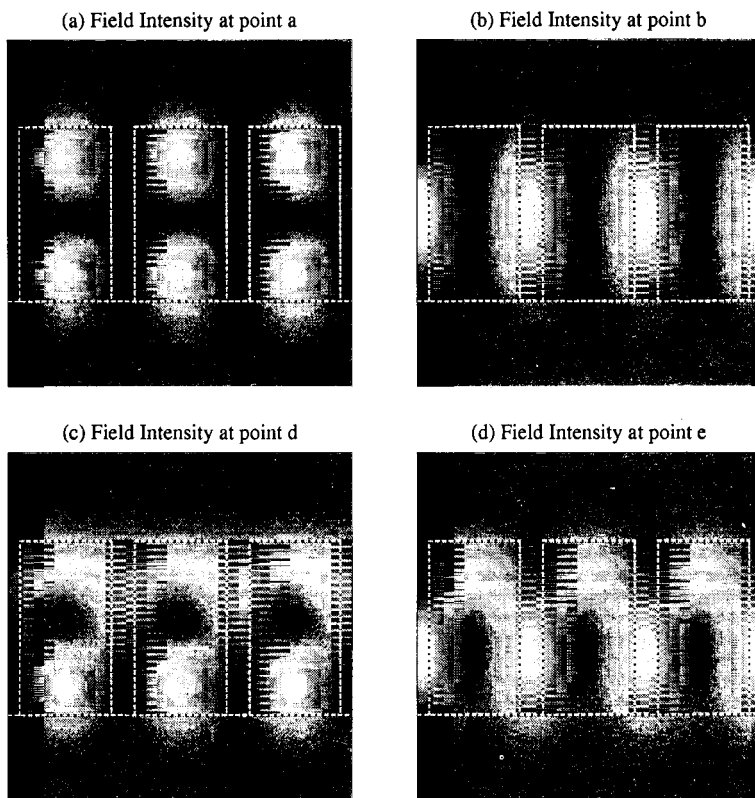 (a) Field Intensity at point a
(b) Field Intensity at point b
(c) Field Intensity at point d
(d) Field Intensity at point e